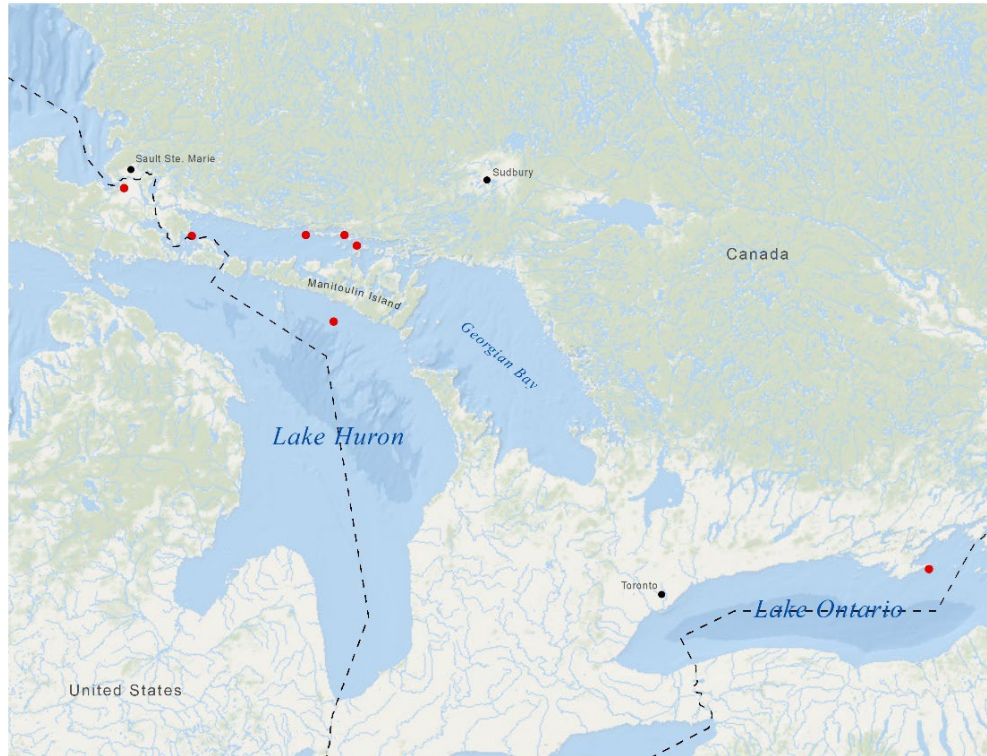 Sault Ste. Marie
Sudbury
Canada
Manitoulin Island
Georgian Bay
Lake Huron
Toronto
Lake Ontario
United States